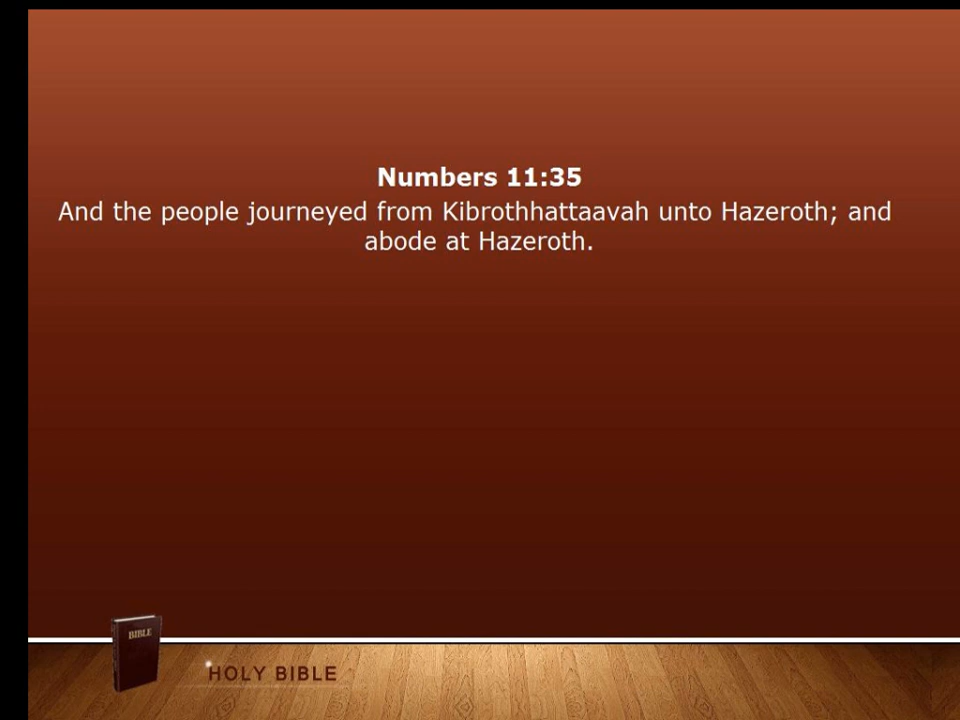 Numbers 11:35
And the people journeyed from Kibrothhattaavah unto Hazeroth; and
abode at Hazeroth.
BIBLE
HOLY BIBLE